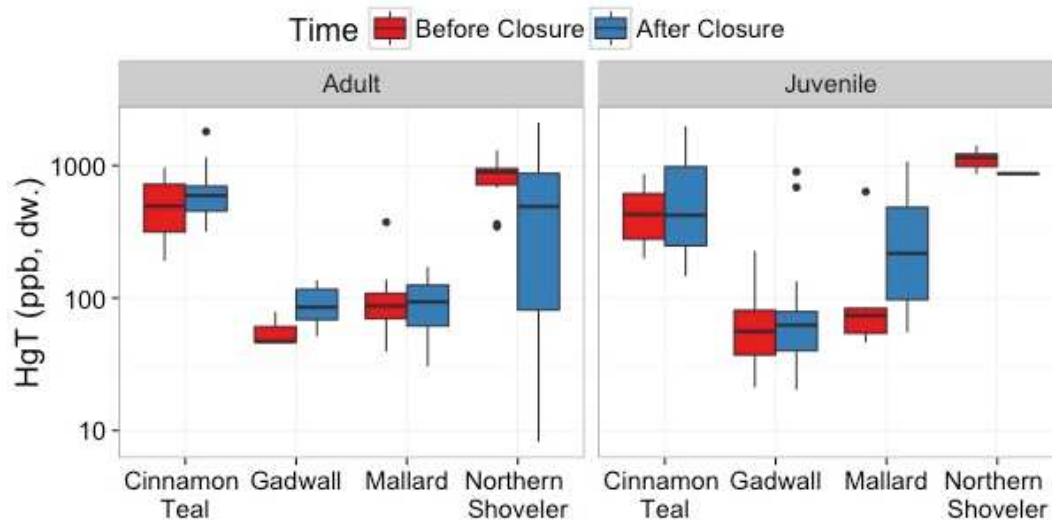 Time Before Closure After Closure
Adult Juvenile
HgT (ppb, dw.)
1000
100
10
Cinnamon Teal Gadwall Mallard Northern Shoveler Cinnamon Teal Gadwall Mallard Northern Shoveler